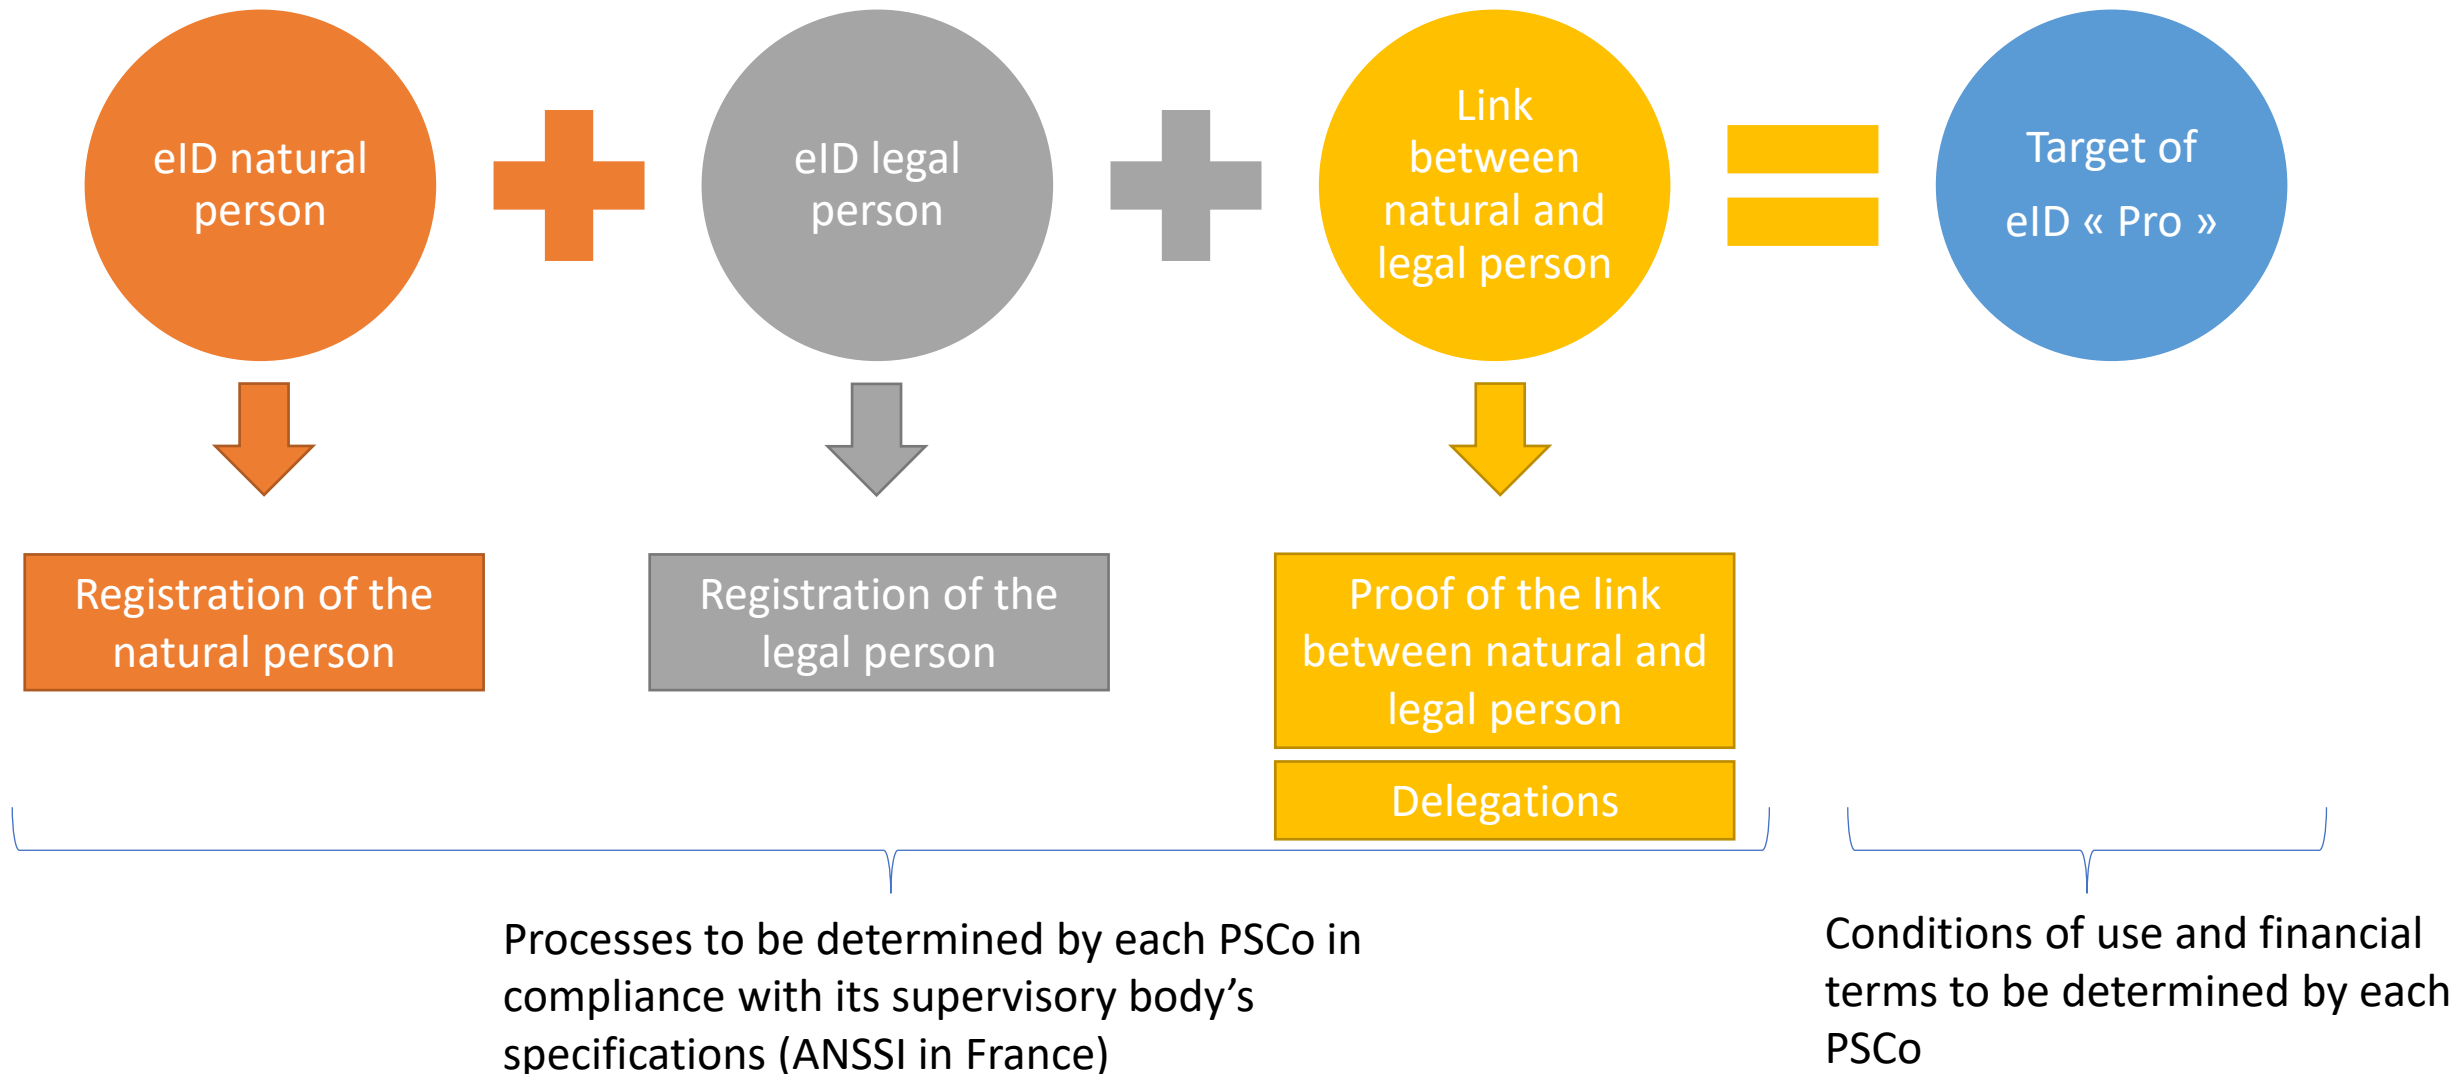 eID natural
person
eID legal
person
Link
between
natural and
legal person
Target of
eID « Pro »
Registration of the
natural person
Registration of the
legal person
Proof of the link
between natural and
legal person
Delegations
Processes to be determined by each PSCo in
compliance with its supervisory body’s
specifications (ANSSI in France)
Conditions of use and financial
terms to be determined by each
PSCo